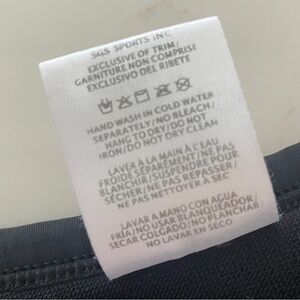 SGS SPORTS INC
EXCLUSIVE OF TRIM/
GARNITURE NON COMPRISE
EXCLUSIVO DEL RIBETE
HAND WASH IN COLD WATER
SEPARATELY/NO BLEACH/
HANG TO DRY/DO NOT
IRON/DO NOT DRY CLEAN
LAVER À LA MAIN À L'EAU
FROIDE SÉPARÉMENT/NE PAS
BLANCHIR/SUSPENDRE POUR
SÉCHER/NE PAS REPASSER/
NE PAS NETTOYER À SEC
LAVAR A MANO CON AGUA
FRÍA/NO USAR BLANQUEADOR/
SECAR COLGADO/NO PLANCHAR/
NO LAVAR EN SECO